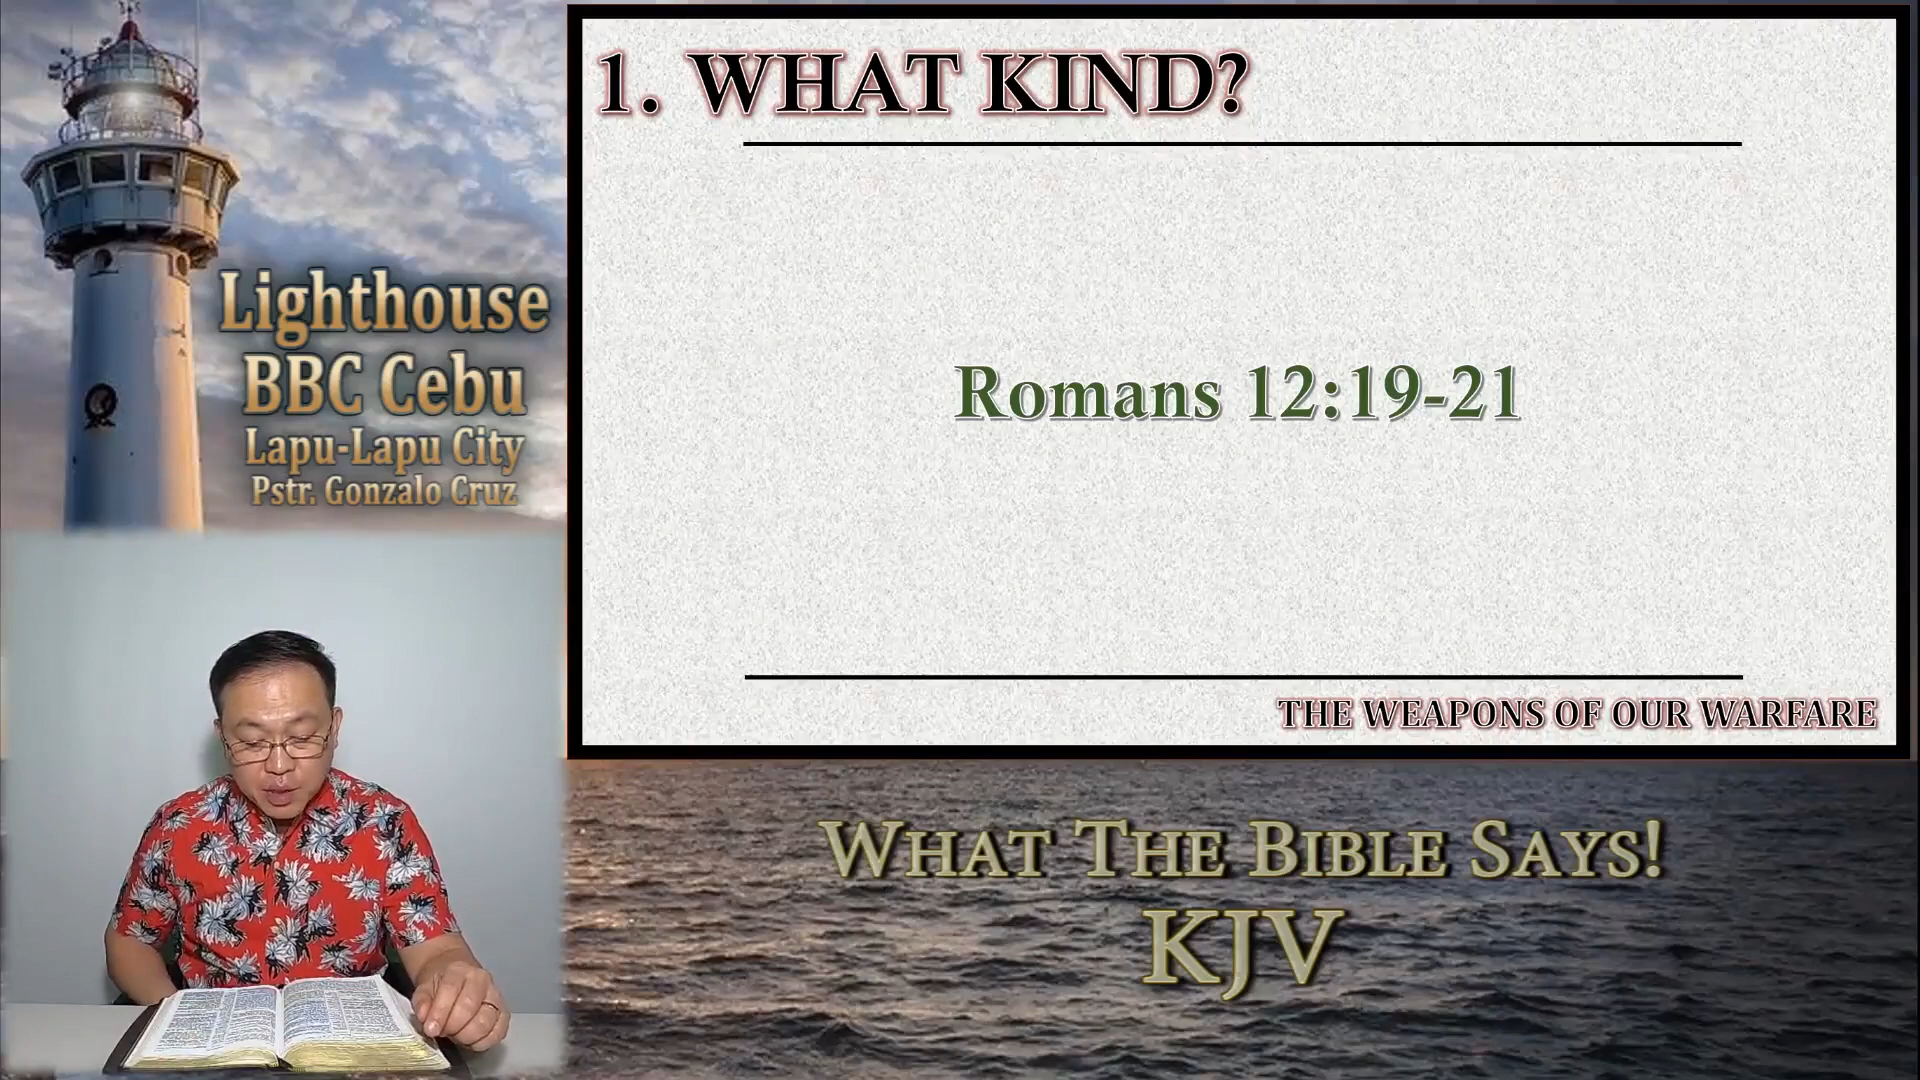 Lighthouse
BBC Cebu
Lapu-Lapu City
Pstr. Gonzalo Cruz
1. WHAT KIND?
Romans 12:19-21
THE WEAPONS OF OUR WARFARE
WHAT THE BIBLE SAYS!
KJV